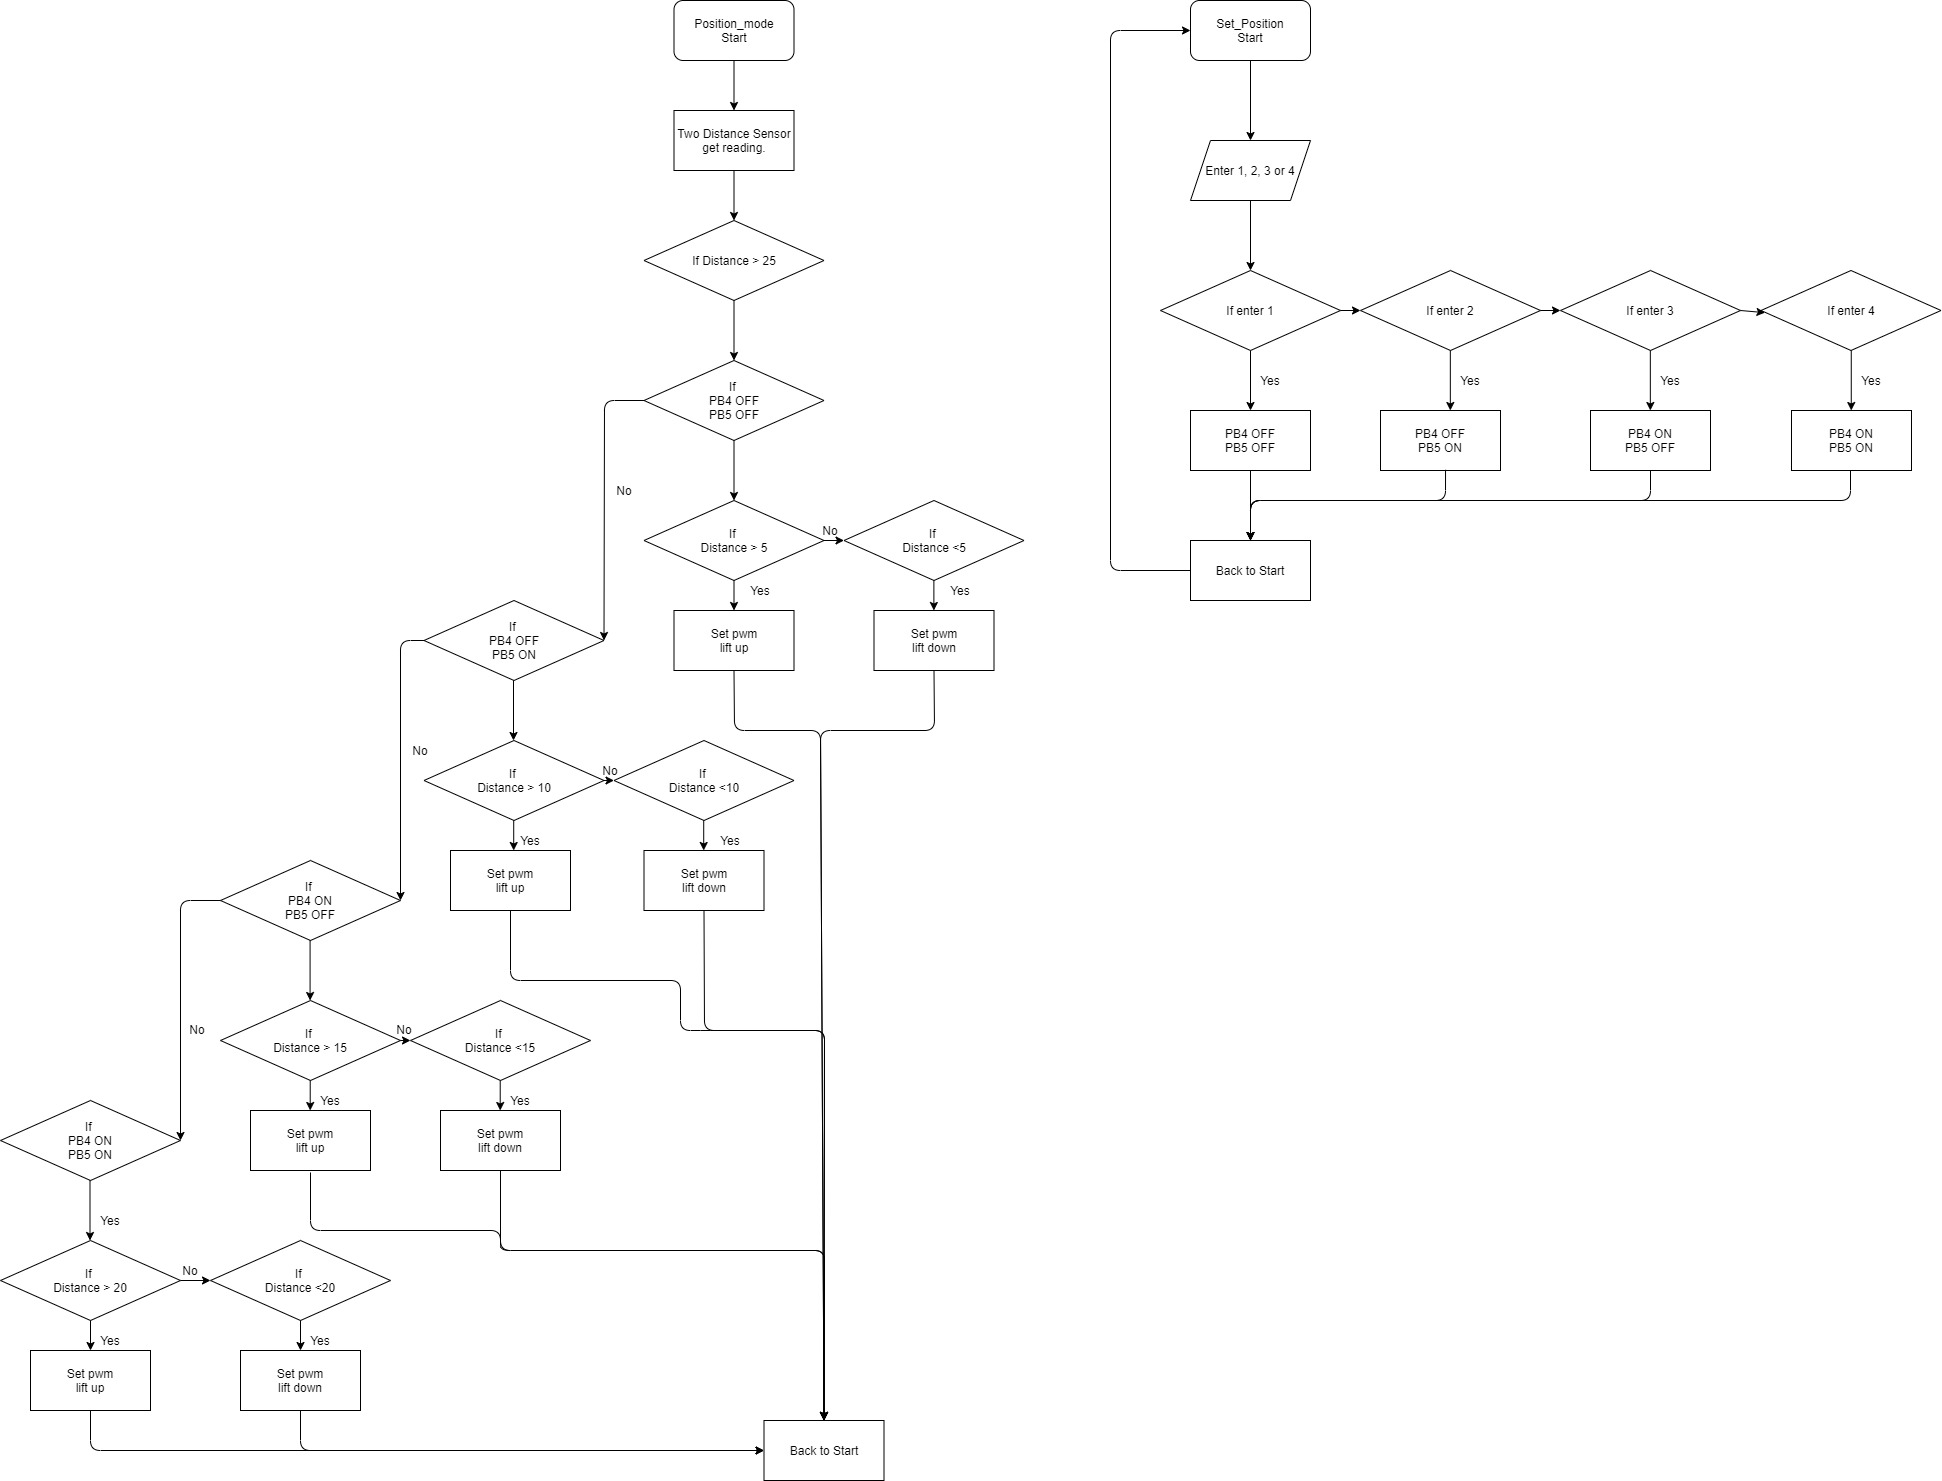 Position_mode
Start
Two Distance Sensor
get reading.
If Distance > 25
If
PB4 OFF
PB5 OFF
No
If
Distance > 5
No
If
Distance <5
Yes
Yes
Set pwm
lift up
Set pwm
lift down
If
PB4 OFF
PB5 ON
No
If
Distance > 10
No
If
Distance <10
Yes
Yes
Set pwm
lift up
Set pwm
lift down
If
PB4 ON
PB5 OFF
No
If
Distance > 15
No
If
Distance <15
Yes
Yes
Set pwm
lift up
Set pwm
lift down
If
PB4 ON
PB5 ON
Yes
If
Distance > 20
No
If
Distance <20
Yes
Yes
Set pwm
lift up
Set pwm
lift down
Back to Start
Set_Position
Start
Enter 1, 2, 3 or 4
If enter 1
If enter 2
If enter 3
If enter 4
Yes
Yes
Yes
Yes
PB4 OFF
PB5 OFF
PB4 OFF
PB5 ON
PB4 ON
PB5 OFF
PB4 ON
PB5 ON
Back to Start